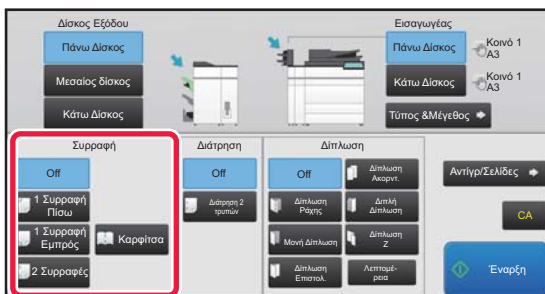 Δίσκος Εξόδου
Εισαγωγέας
Πάνω Δίσκος
Πάνω Δίσκος
Κοινό 1
A3
Μεσαίος δίσκος
Κάτω Δίσκος
Κοινό 1
A3
Κάτω Δίσκος
Τύπος &Μέγεθος
Συρραφή
Διάτρηση
Δίπλωση
Off
Off
Off
Δίπλωση
Ακορντ.
Αντίγρ/Σελίδες
1 Συρραφή
Πίσω
Διάτρηση 2
τρυπών
Δίπλωση
Ράχης
Διπλή
Δίπλωση
CA
1 Συρραφή
Εμπρός
Καρφίτσα
Μονή Δίπλωση
Δίπλωση
Z
2 Συρραφές
Δίπλωση
Επιστολ.
Λεπτομέ-
ρεια
Έναρξη